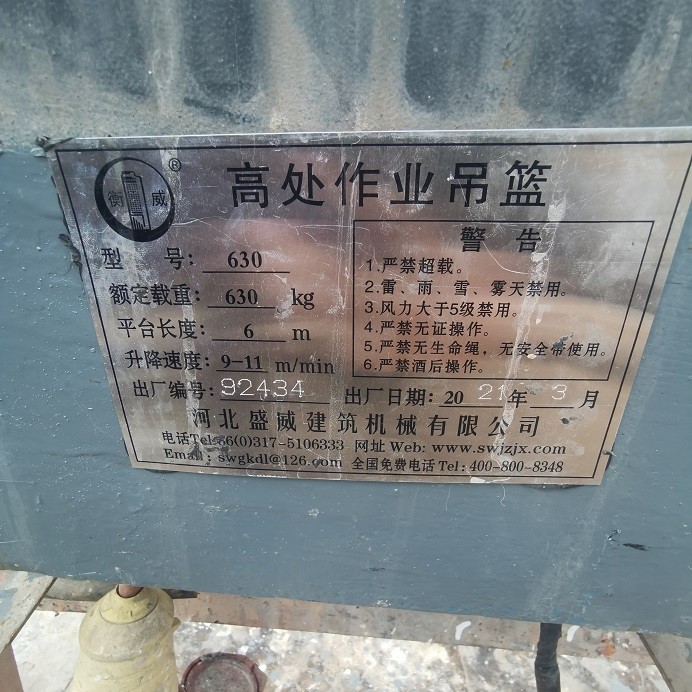 衡 威 ®
高处作业吊篮
型 号: 630
额定载重: 630 kg
平台长度: 6 m
升降速度: 9-11 m/min
出厂编号: 92434
警 告
1.严禁超载。
2.雷、雨、雪、雾天禁用。
3.风力大于5级禁用。
4.严禁无证操作。
5.严禁无生命绳，无安全带使用。
6.严禁酒后操作。
出厂日期: 20 21 年 3 月
河北盛威建筑机械有限公司
电话Tel:86(0)317-5106333 网址 Web: www.swjzjx.com
Email: swgkdl@126.com 全国免费电话 Tel: 400-800-8348